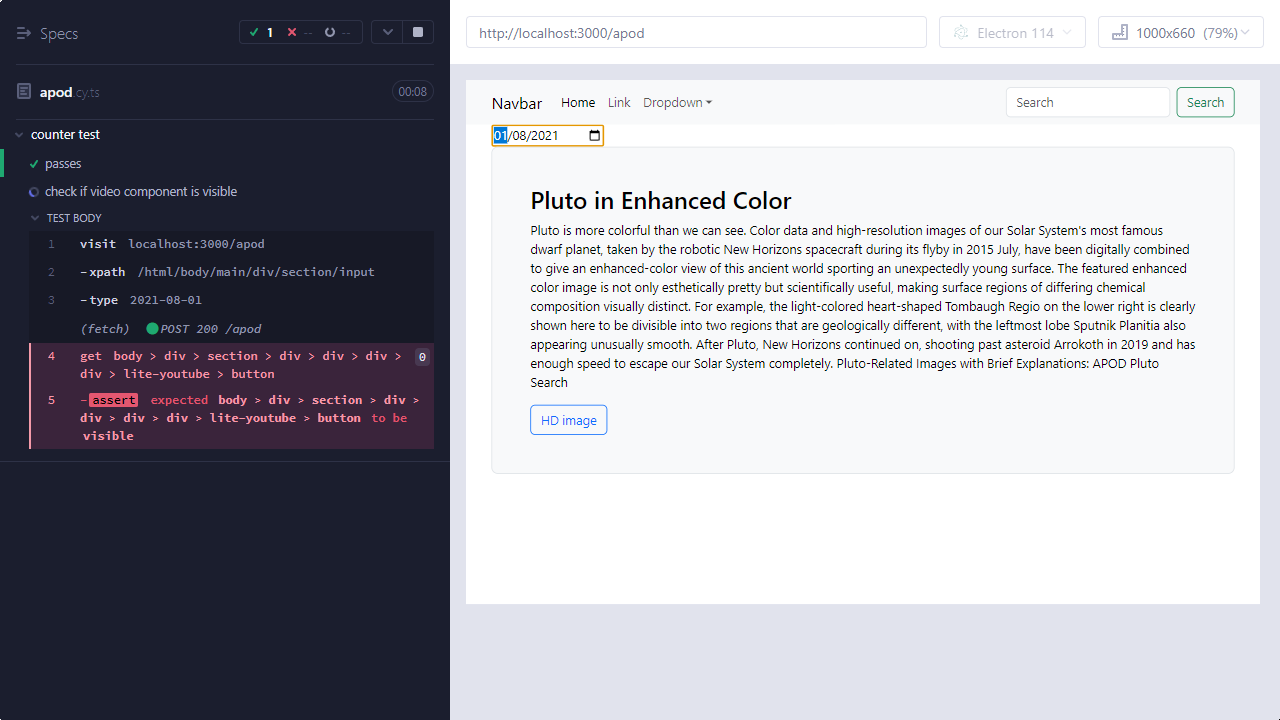 Specs
1 -- --
apod.cy.ts 00:08
counter test
passes
check if video component is visible
TEST BODY
1 visit localhost:3000/apod
2 -xpath /html/body/main/div/section/input
3 -type 2021-08-01
(fetch) POST 200 /apod
4 get body > div > section > div > div > div > 0
div > lite-youtube > button
5 -assert expected body > div > section > div >
div > div > div > lite-youtube > button to be
visible
http://localhost:3000/apod
Electron 114
1000x660 (79%)
Navbar Home Link Dropdown Search Search
01/08/2021
Pluto in Enhanced Color
Pluto is more colorful than we can see. Color data and high-resolution images of our Solar System's most famous
dwarf planet, taken by the robotic New Horizons spacecraft during its flyby in 2015 July, have been digitally combined
to give an enhanced-color view of this ancient world sporting an unexpectedly young surface. The featured enhanced
color image is not only esthetically pretty but scientifically useful, making surface regions of differing chemical
composition visually distinct. For example, the light-colored heart-shaped Tombaugh Regio on the lower right is clearly
shown here to be divisible into two regions that are geologically different, with the leftmost lobe Sputnik Planitia also
appearing unusually smooth. After Pluto, New Horizons continued on, shooting past asteroid Arrokoth in 2019 and has
enough speed to escape our Solar System completely. Pluto-Related Images with Brief Explanations: APOD Pluto
Search
HD image